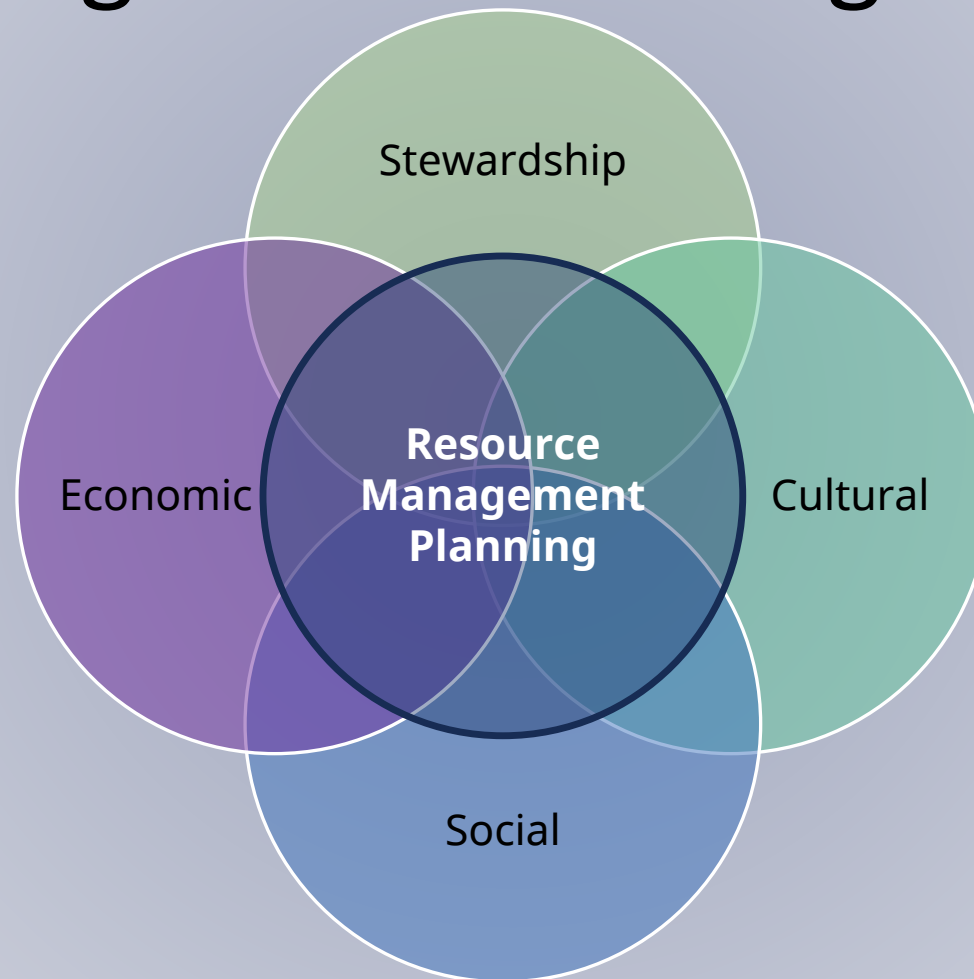 Stewardship
Resource
Management
Planning
Economic
Cultural
Social